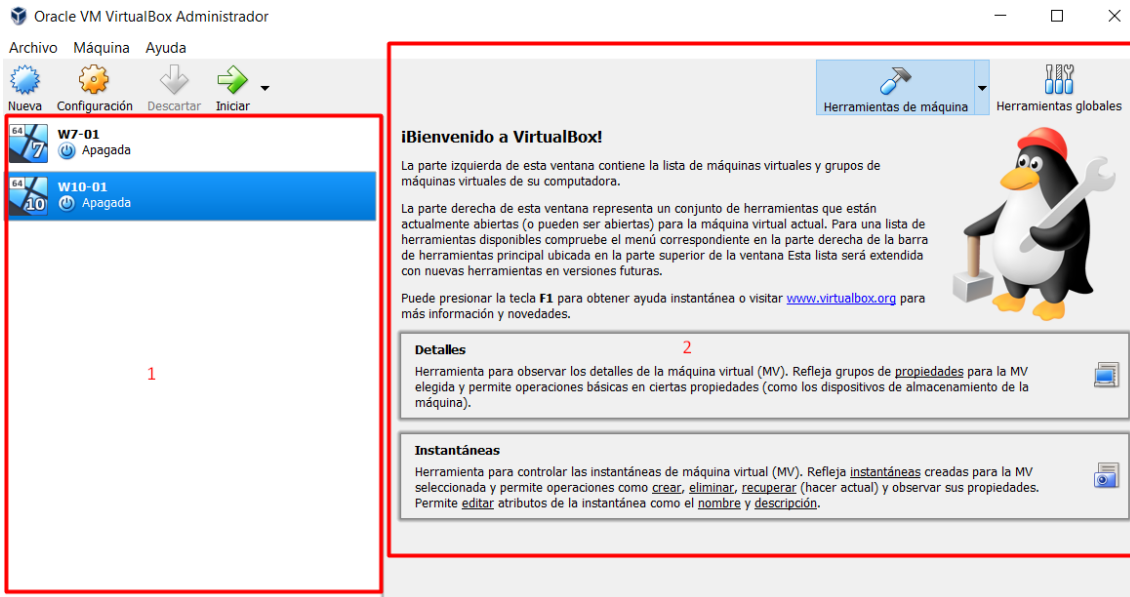 Oracle VM VirtualBox Administrador
Archivo Máquina Ayuda
Nueva Configuración Descartar Iniciar
Herramientas de máquina Herramientas globales
64 7 W7-01
Apagada
64 10 W10-01
Apagada
1
¡Bienvenido a VirtualBox!
La parte izquierda de esta ventana contiene la lista de máquinas virtuales y grupos de
máquinas virtuales de su computadora.
La parte derecha de esta ventana representa un conjunto de herramientas que están
actualmente abiertas (o pueden ser abiertas) para la máquina virtual actual. Para una lista de
herramientas disponibles compruebe el menú correspondiente en la parte derecha de la barra
de herramientas principal ubicada en la parte superior de la ventana Esta lista será extendida
con nuevas herramientas en versiones futuras.
Puede presionar la tecla F1 para obtener ayuda instantánea o visitar www.virtualbox.org para
más información y novedades.
2
Detalles
Herramienta para observar los detalles de la máquina virtual (MV). Refleja grupos de propiedades para la MV
elegida y permite operaciones básicas en ciertas propiedades (como los dispositivos de almacenamiento de la
máquina).
Instantáneas
Herramienta para controlar las instantáneas de máquina virtual (MV). Refleja instantáneas creadas para la MV
seleccionada y permite operaciones como crear, eliminar, recuperar (hacer actual) y observar sus propiedades.
Permite editar atributos de la instantánea como el nombre y descripción.